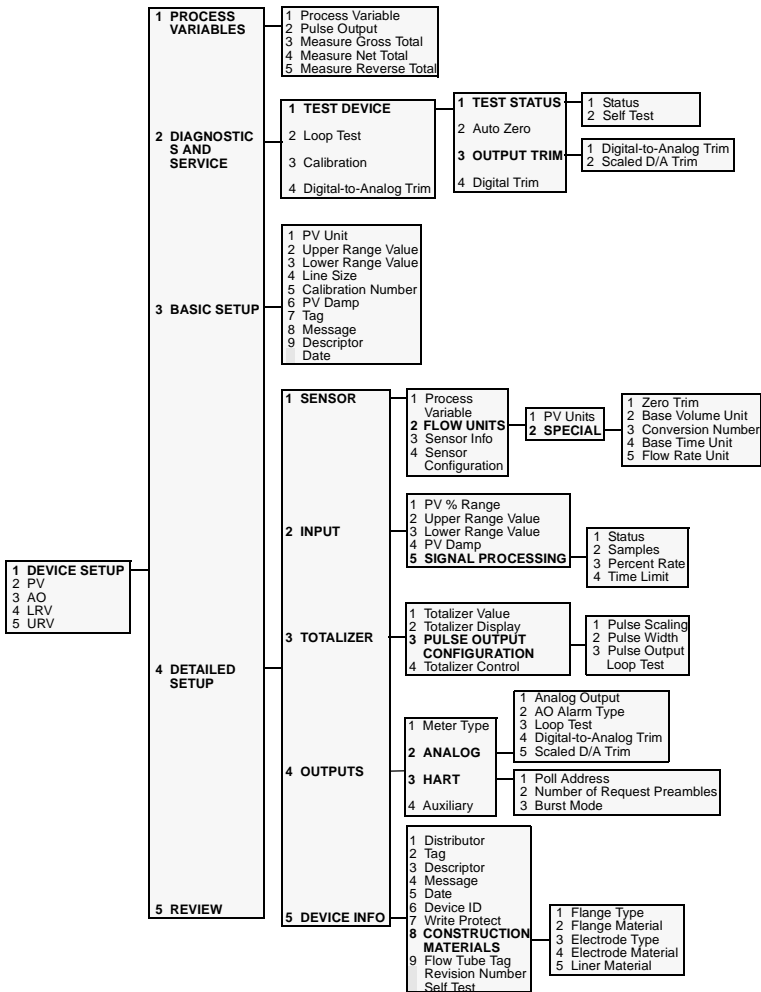 1 DEVICE SETUP
2 PV
3 AO
4 LRV
5 URV
1 PROCESS
VARIABLES
2 DIAGNOSTIC
S AND
SERVICE
3 BASIC SETUP
4 DETAILED
SETUP
5 REVIEW
1 Process Variable
2 Pulse Output
3 Measure Gross Total
4 Measure Net Total
5 Measure Reverse Total
1 TEST DEVICE
2 Loop Test
3 Calibration
4 Digital-to-Analog Trim
1 TEST STATUS
2 Auto Zero
3 OUTPUT TRIM
4 Digital Trim
1 Status
2 Self Test
1 Digital-to-Analog Trim
2 Scaled D/A Trim
1 PV Unit
2 Upper Range Value
3 Lower Range Value
4 Line Size
5 Calibration Number
6 PV Damp
7 Tag
8 Message
9 Descriptor
Date
1 SENSOR
2 INPUT
3 TOTALIZER
4 OUTPUTS
5 DEVICE INFO
1 Process
Variable
2 FLOW UNITS
3 Sensor Info
4 Sensor
Configuration
1 PV Units
2 SPECIAL
1 Zero Trim
2 Base Volume Unit
3 Conversion Number
4 Base Time Unit
5 Flow Rate Unit
1 PV % Range
2 Upper Range Value
3 Lower Range Value
4 PV Damp
5 SIGNAL PROCESSING
1 Status
2 Samples
3 Percent Rate
4 Time Limit
1 Totalizer Value
2 Totalizer Display
3 PULSE OUTPUT
CONFIGURATION
4 Totalizer Control
1 Pulse Scaling
2 Pulse Width
3 Pulse Output
Loop Test
1 Meter Type
2 ANALOG
3 HART
4 Auxiliary
1 Analog Output
2 AO Alarm Type
3 Loop Test
4 Digital-to-Analog Trim
5 Scaled D/A Trim
1 Poll Address
2 Number of Request Preambles
3 Burst Mode
1 Distributor
2 Tag
3 Descriptor
4 Message
5 Date
6 Device ID
7 Write Protect
8 CONSTRUCTION
MATERIALS
9 Flow Tube Tag
Revision Number
Self Test
1 Flange Type
2 Flange Material
3 Electrode Type
4 Electrode Material
5 Liner Material